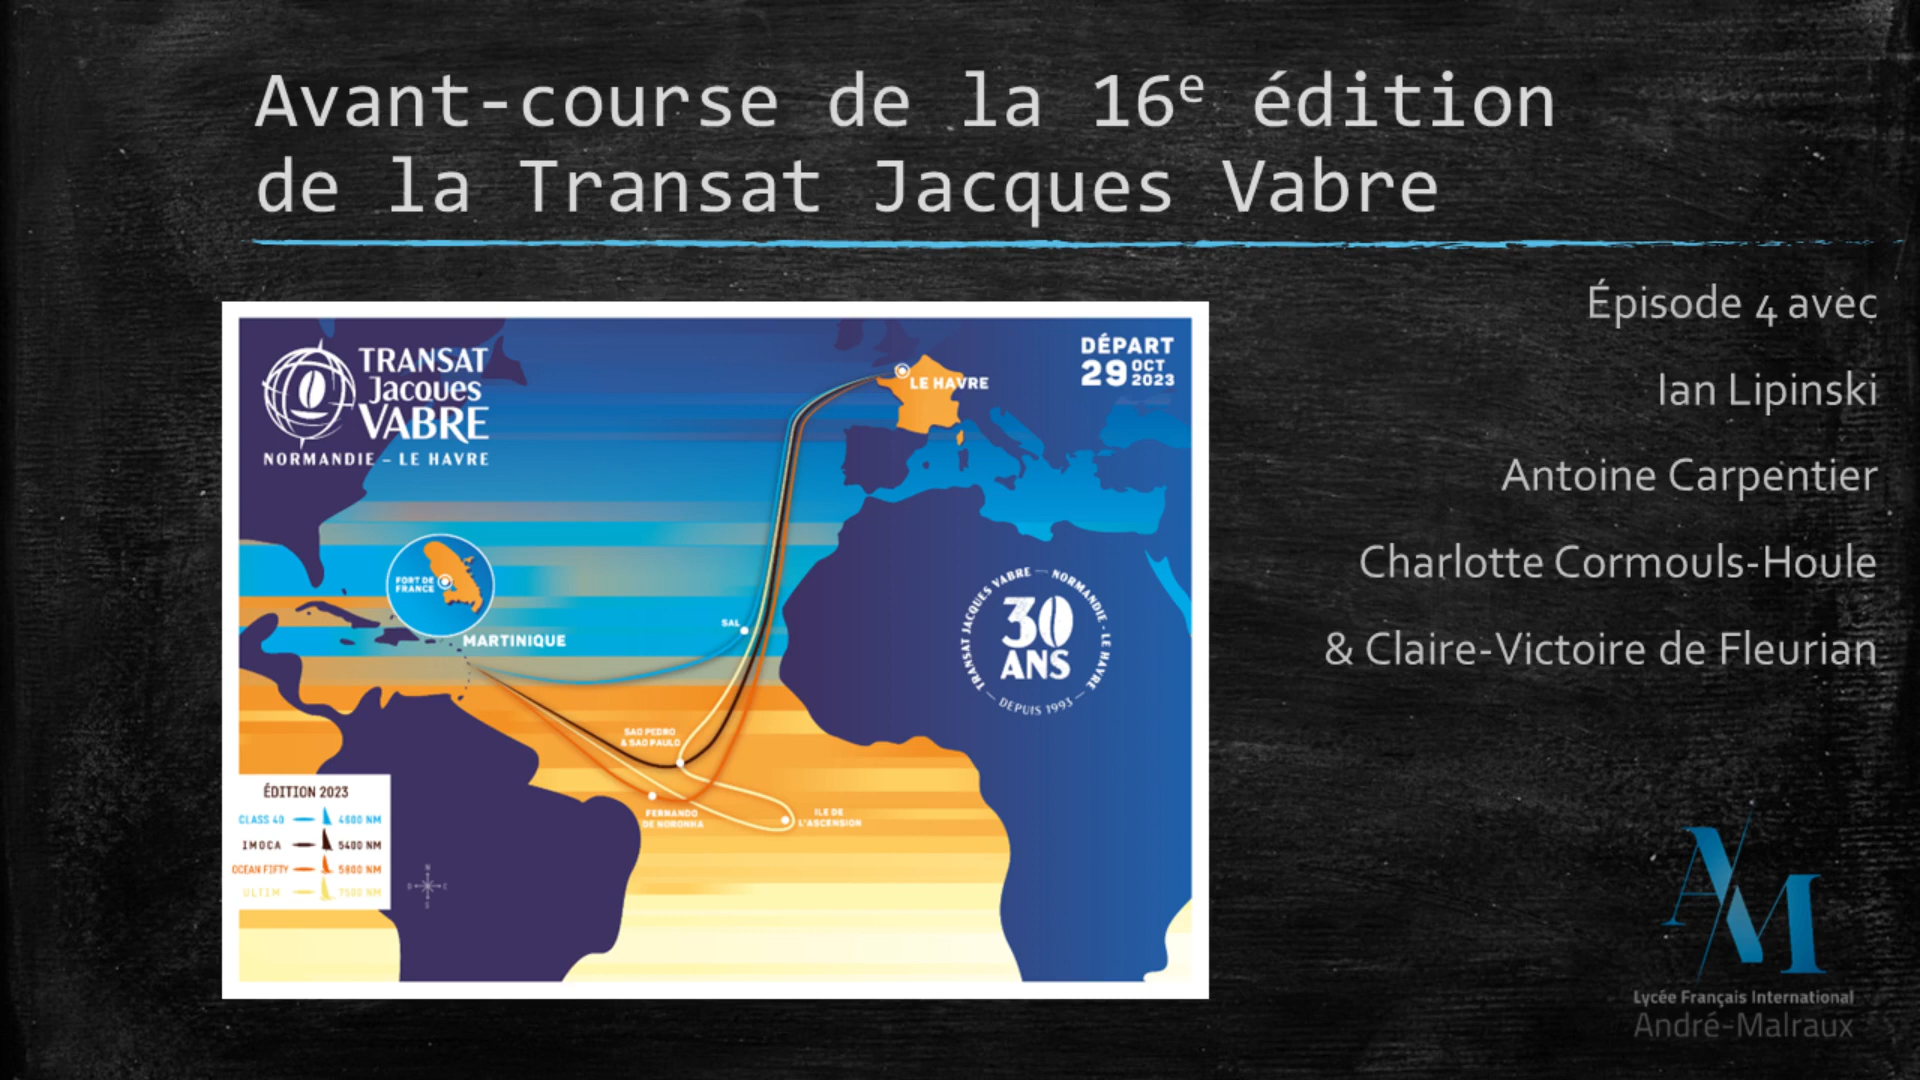 Avant-course de la 16e édition
de la Transat Jacques Vabre
Épisode 4 avec
Ian Lipinski
Antoine Carpentier
Charlotte Cormouls-Houle
& Claire-Victoire de Fleurian
TRANSAT
Jacques
VABRE
NORMANDIE – LE HAVRE
DÉPART
29 OCT 2023
LE HAVRE
FORT DE
FRANCE
MARTINIQUE
SAL
TRANSAT JACQUES VABRE — NORMANDIE - LE HAVRE
30
ANS
— DEPUIS 1993 —
SAO PEDRO
& SAO PAULO
FERNANDO
DE NORONHA
ILE DE
L'ASCENSION
ÉDITION 2023
CLASS 40 4600 NM
IMOCA 5400 NM
OCEAN FIFTY 5800 NM
ULTIM 7500 NM
AM
Lycée Français International
André-Malraux